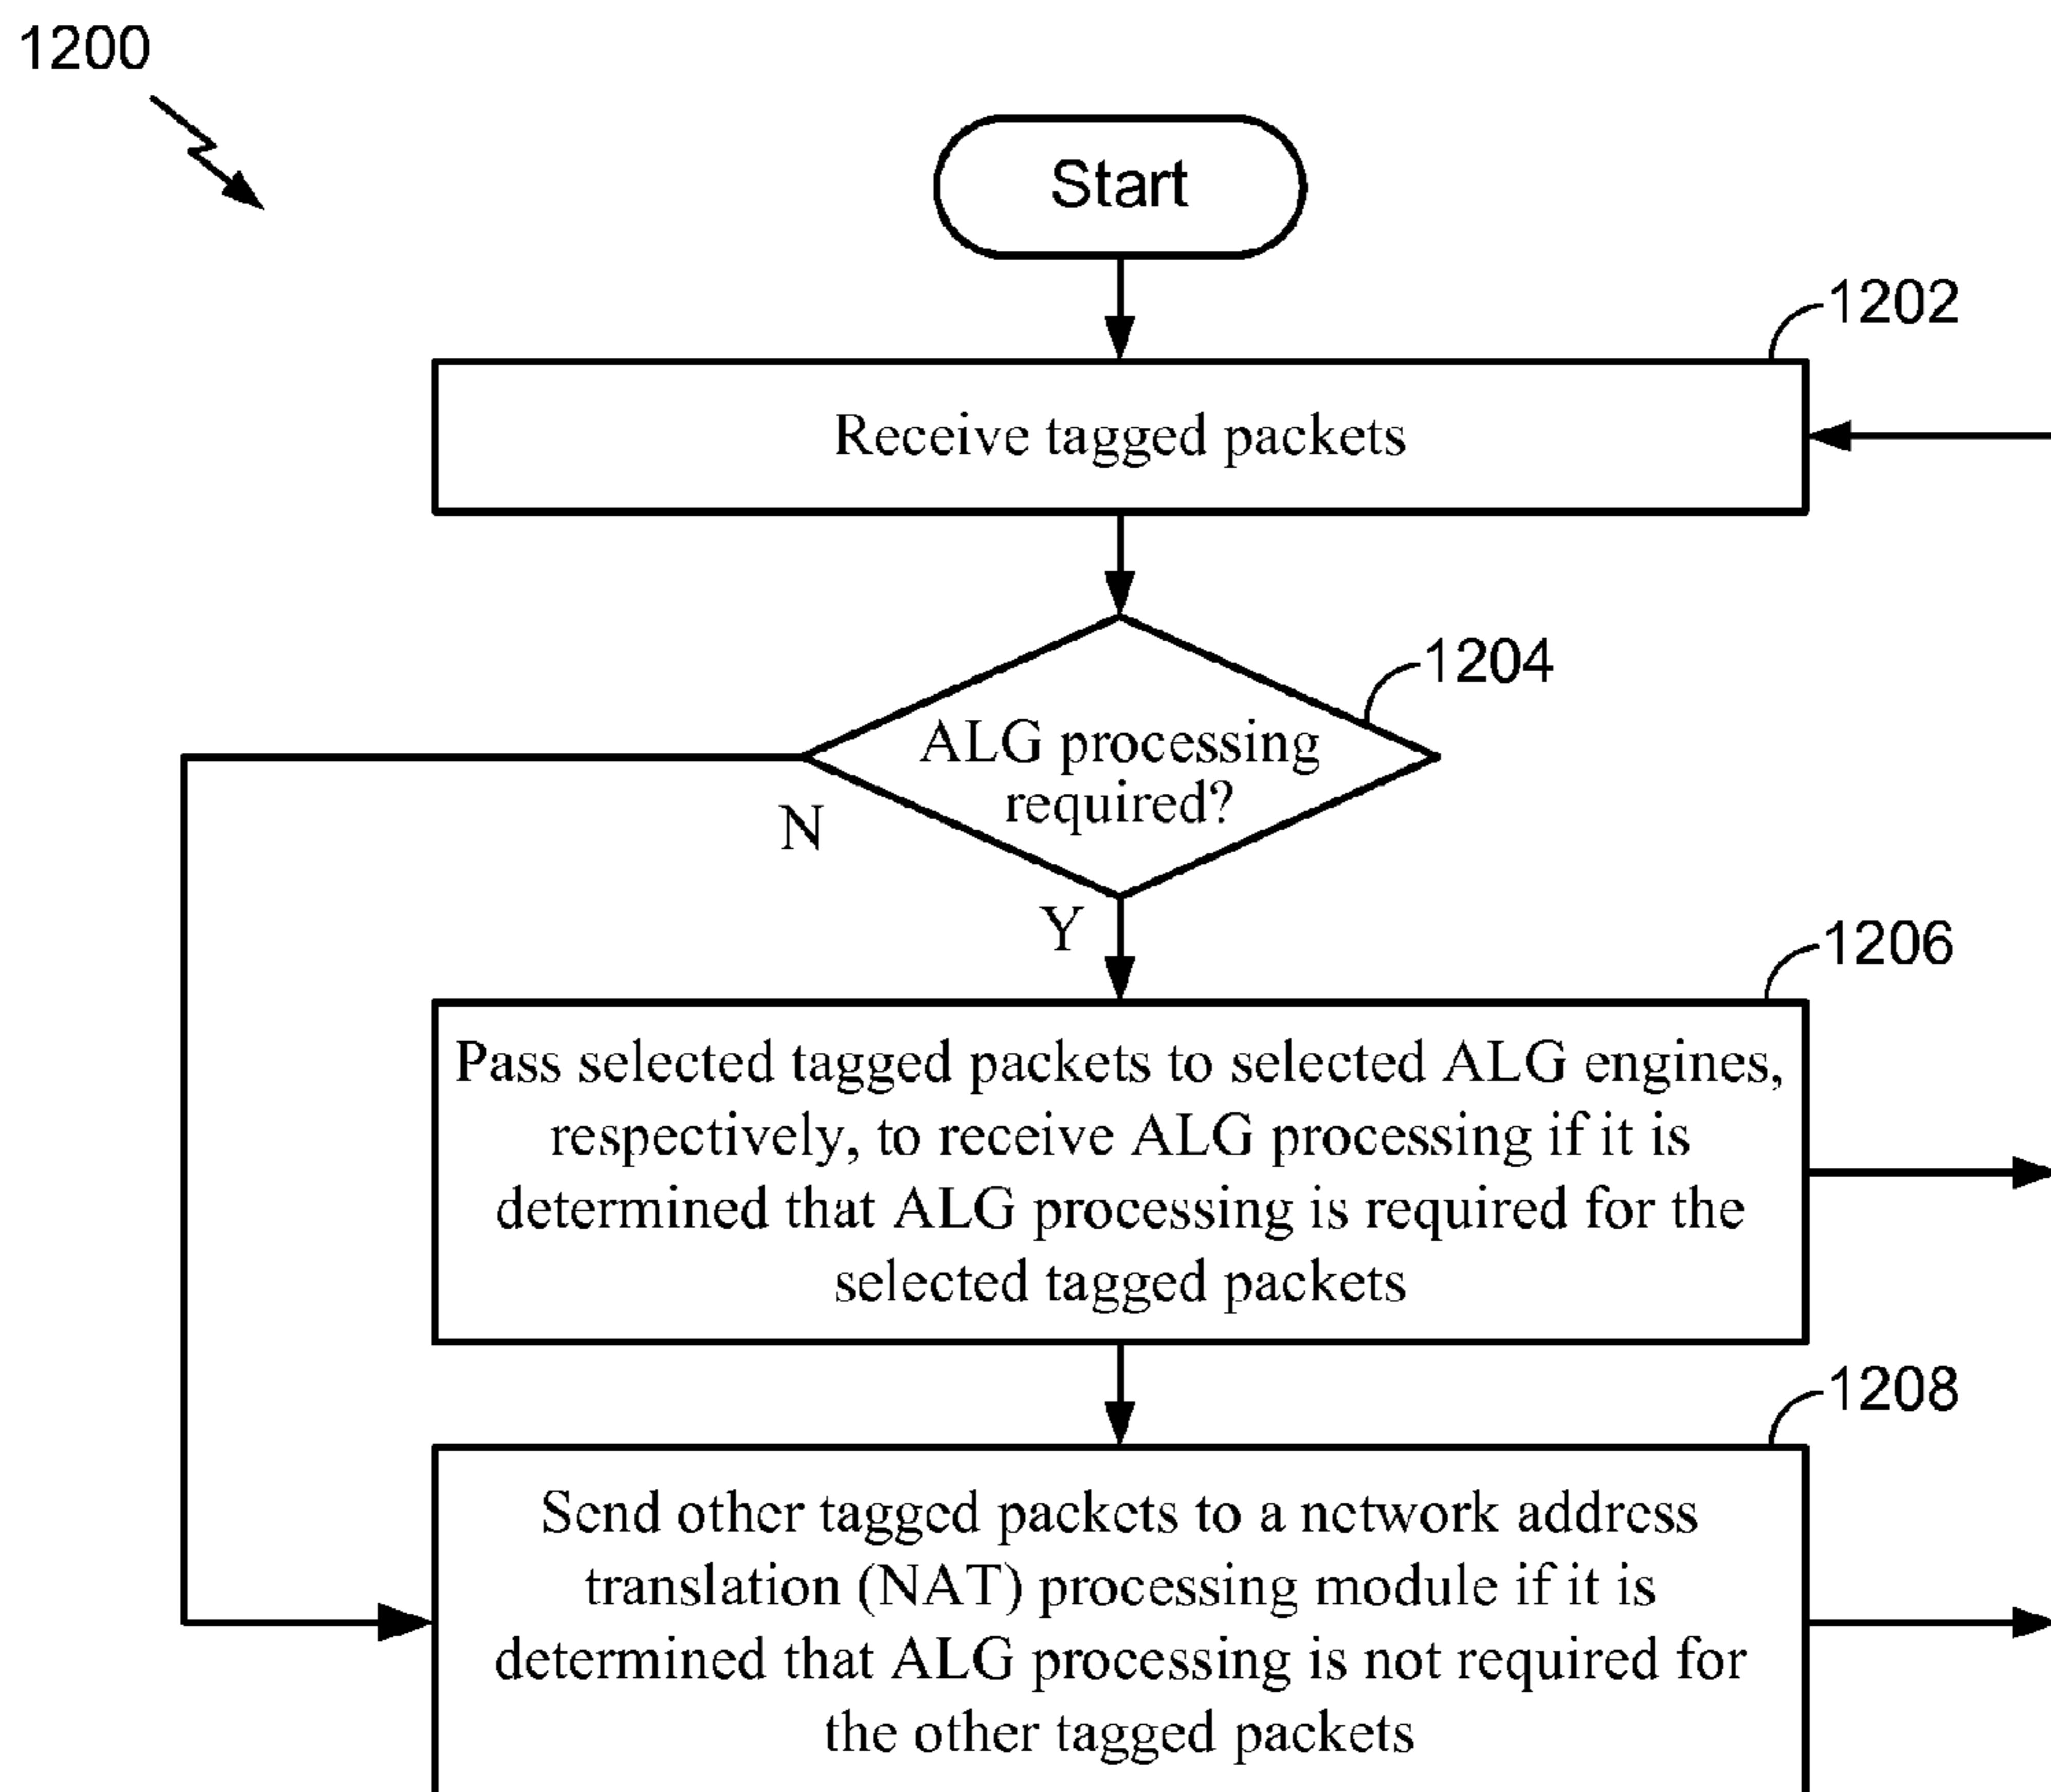 1200
Start
1202
Receive tagged packets
1204
ALG processing
required?
N
Y
1206
Pass selected tagged packets to selected ALG engines,
respectively, to receive ALG processing if it is
determined that ALG processing is required for the
selected tagged packets
1208
Send other tagged packets to a network address
translation (NAT) processing module if it is
determined that ALG processing is not required for
the other tagged packets